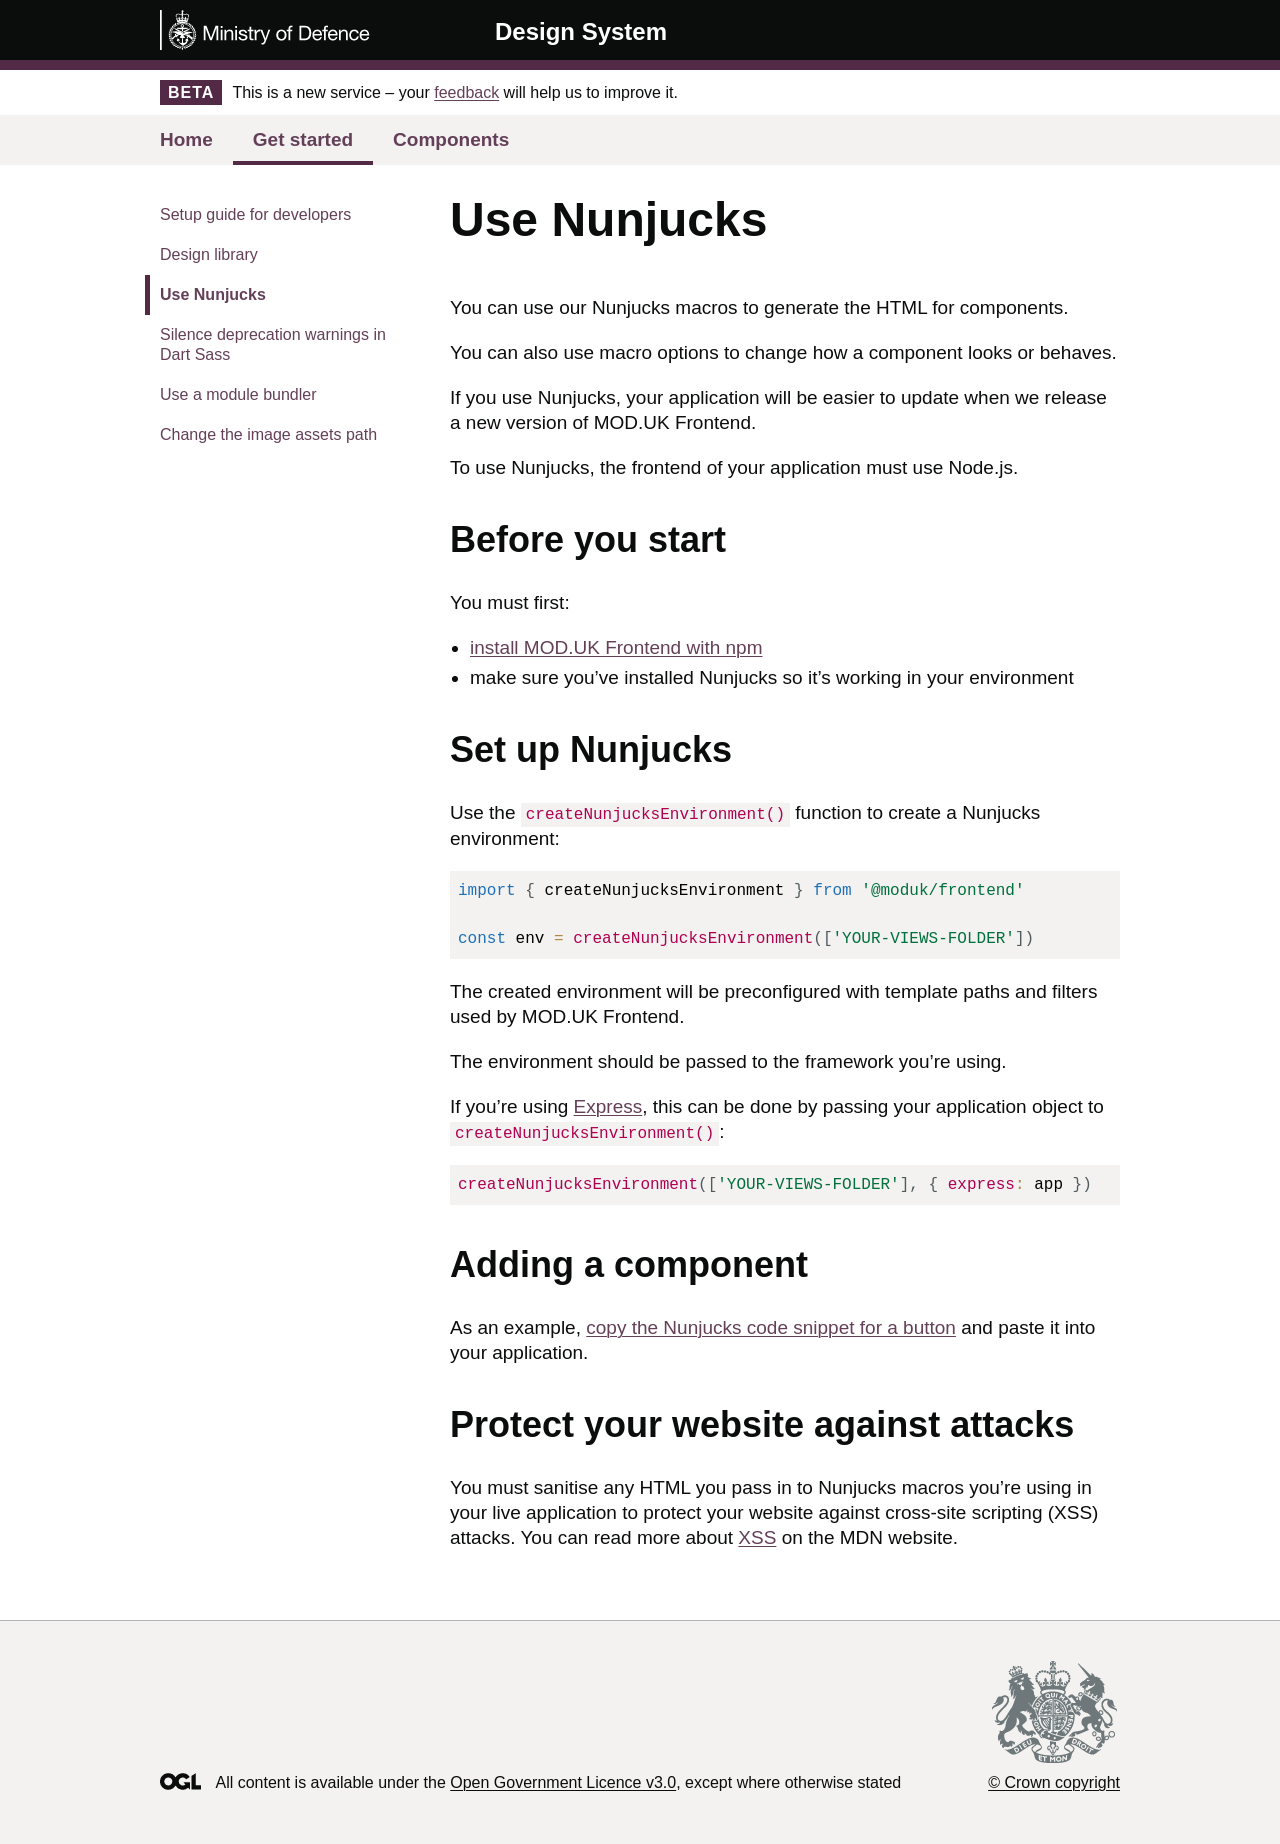 Ministry of Defence
Design System
BETA This is a new service – your feedback will help us to improve it.
Home Get started Components
Setup guide for developers
Design library
Use Nunjucks
Silence deprecation warnings in
Dart Sass
Use a module bundler
Change the image assets path
Use Nunjucks
You can use our Nunjucks macros to generate the HTML for components.
You can also use macro options to change how a component looks or behaves.
If you use Nunjucks, your application will be easier to update when we release
a new version of MOD.UK Frontend.
To use Nunjucks, the frontend of your application must use Node.js.
Before you start
You must first:
• install MOD.UK Frontend with npm
• make sure you’ve installed Nunjucks so it’s working in your environment
Set up Nunjucks
Use the createNunjucksEnvironment() function to create a Nunjucks
environment:
import { createNunjucksEnvironment } from '@moduk/frontend'
const env = createNunjucksEnvironment(['YOUR-VIEWS-FOLDER'])
The created environment will be preconfigured with template paths and filters
used by MOD.UK Frontend.
The environment should be passed to the framework you’re using.
If you’re using Express, this can be done by passing your application object to
createNunjucksEnvironment():
createNunjucksEnvironment(['YOUR-VIEWS-FOLDER'], { express: app })
Adding a component
As an example, copy the Nunjucks code snippet for a button and paste it into
your application.
Protect your website against attacks
You must sanitise any HTML you pass in to Nunjucks macros you’re using in
your live application to protect your website against cross-site scripting (XSS)
attacks. You can read more about XSS on the MDN website.
OGL All content is available under the Open Government Licence v3.0, except where otherwise stated
© Crown copyright